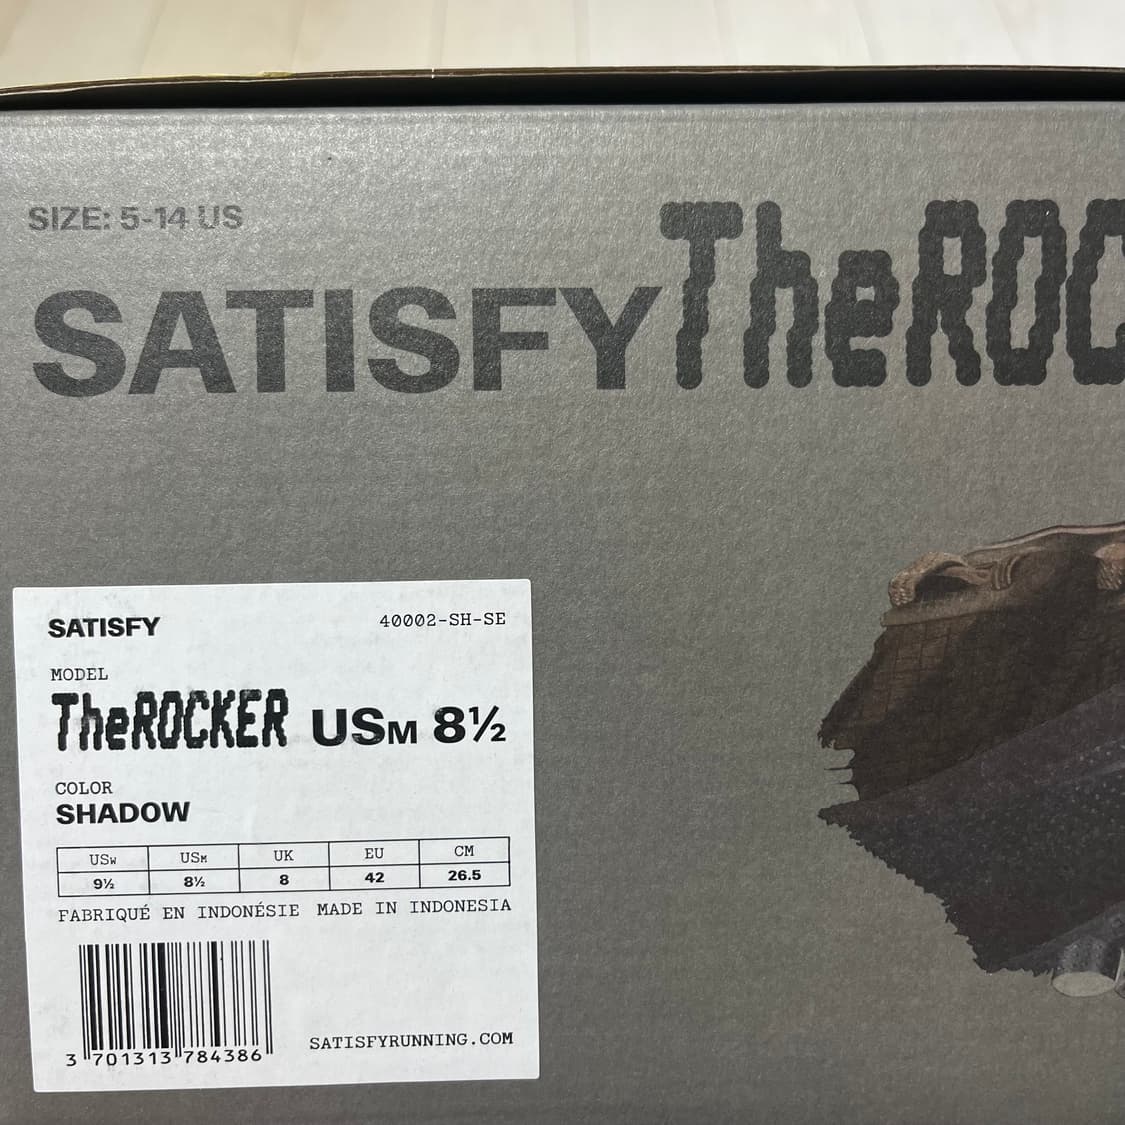 SIZE: 5-14 US
SATISFY TheROC
SATISFY 40002-SH-SE
MODEL
TheROCKER USM 8½
COLOR
SHADOW
USW USM UK EU CM
9½ 8½ 8 42 26.5
FABRIQUÉ EN INDONÉSIE MADE IN INDONESIA
SATISFYRUNNING.COM
3 701313 784386